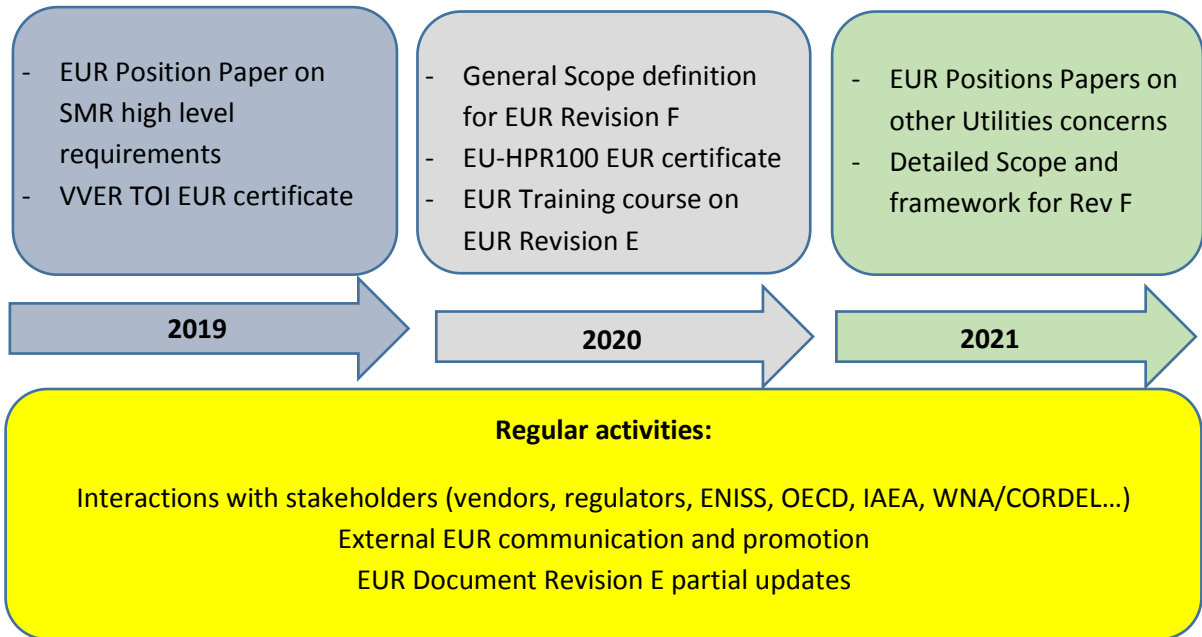 - EUR Position Paper on
SMR high level
requirements
- VVER TOI EUR certificate
- General Scope definition
for EUR Revision F
- EU-HPR100 EUR certificate
- EUR Training course on
EUR Revision E
- EUR Positions Papers on
other Utilities concerns
- Detailed Scope and
framework for Rev F
2019
2020
2021
Regular activities:
Interactions with stakeholders (vendors, regulators, ENISS, OECD, IAEA, WNA/CORDEL...)
External EUR communication and promotion
EUR Document Revision E partial updates